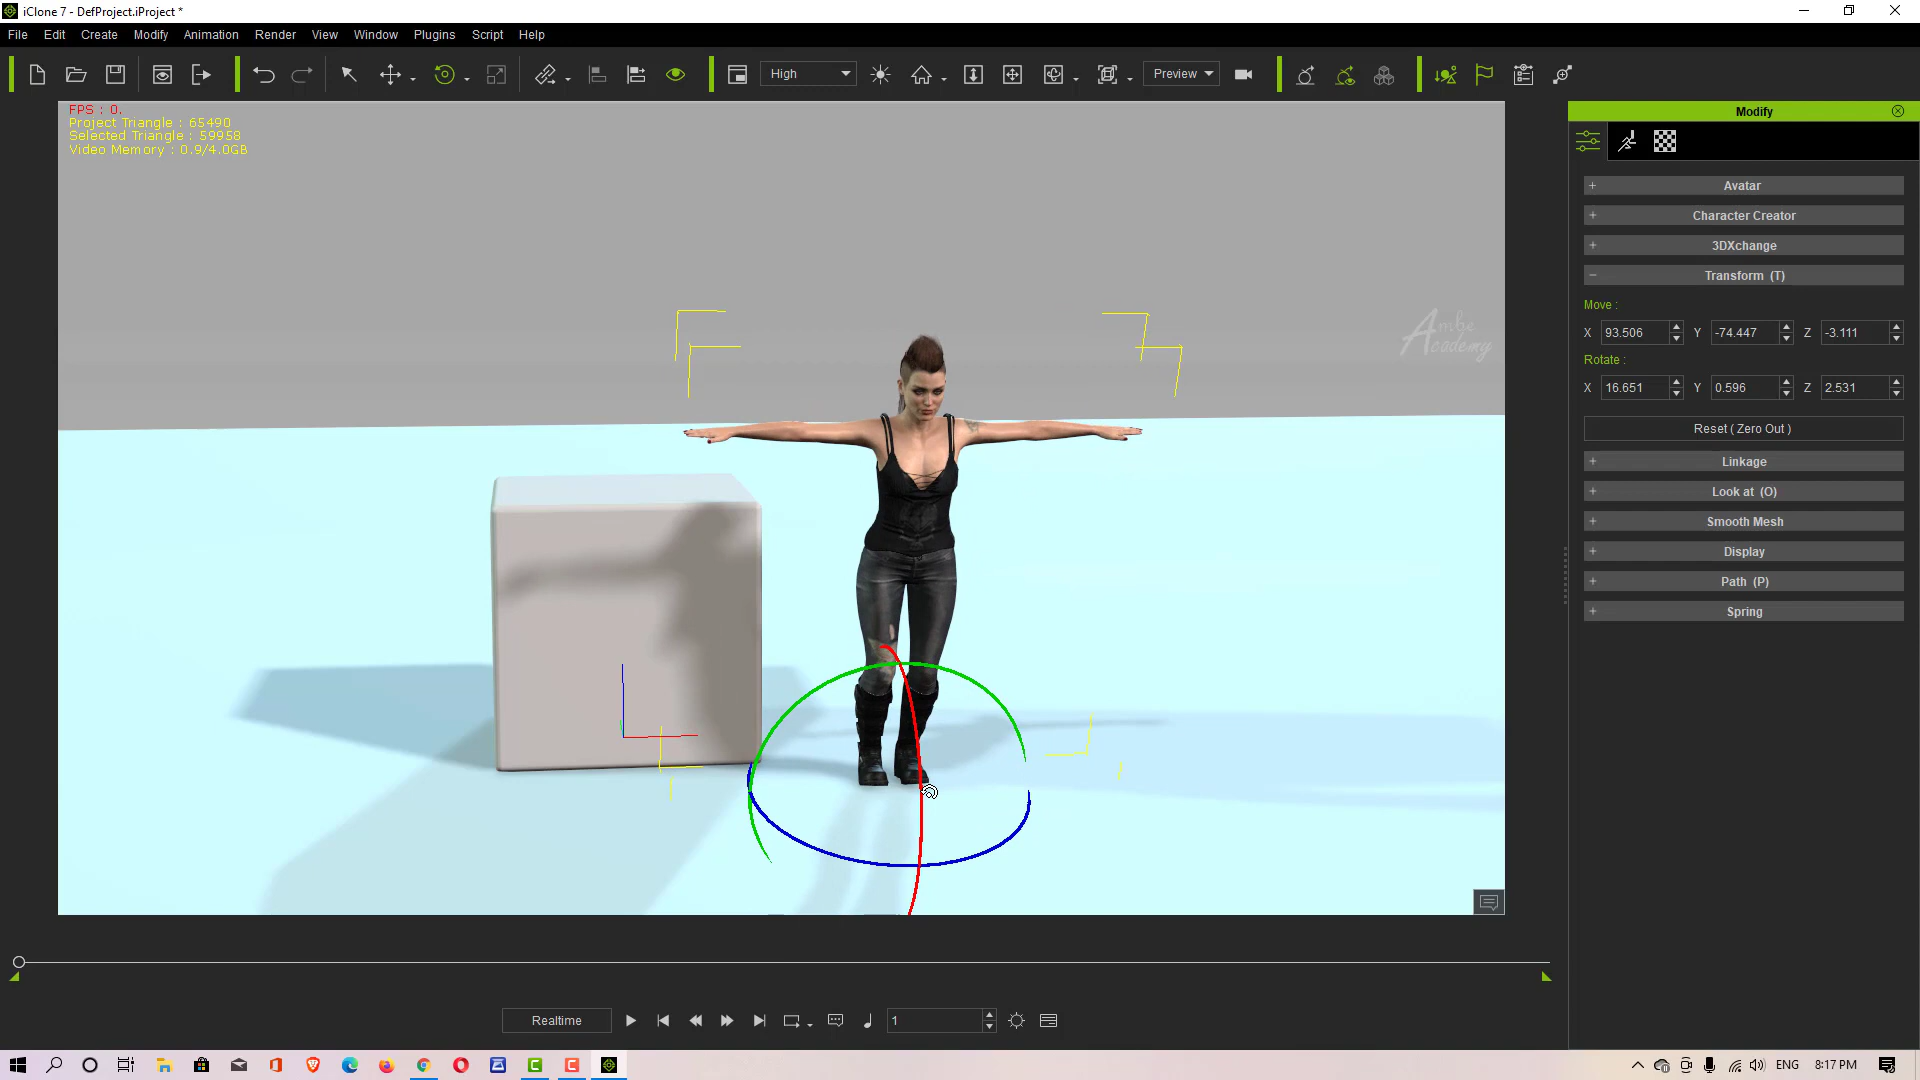 iClone 7 - DefProject.iProject *
File Edit Create Modify Animation Render View Window Plugins Script Help
High
Preview
FPS : 0.
Project Triangle : 65490
Selected Triangle : 59958
Video Memory : 0.9/4.0GB
Ambe
Academy
Modify
Avatar
Character Creator
3DXchange
Transform (T)
Move :
X 93.506 Y -74.447 Z -3.111
Rotate :
X 16.651 Y 0.596 Z 2.531
Reset ( Zero Out )
Linkage
Look at (O)
Smooth Mesh
Display
Path (P)
Spring
Realtime
1
ENG
8:17 PM